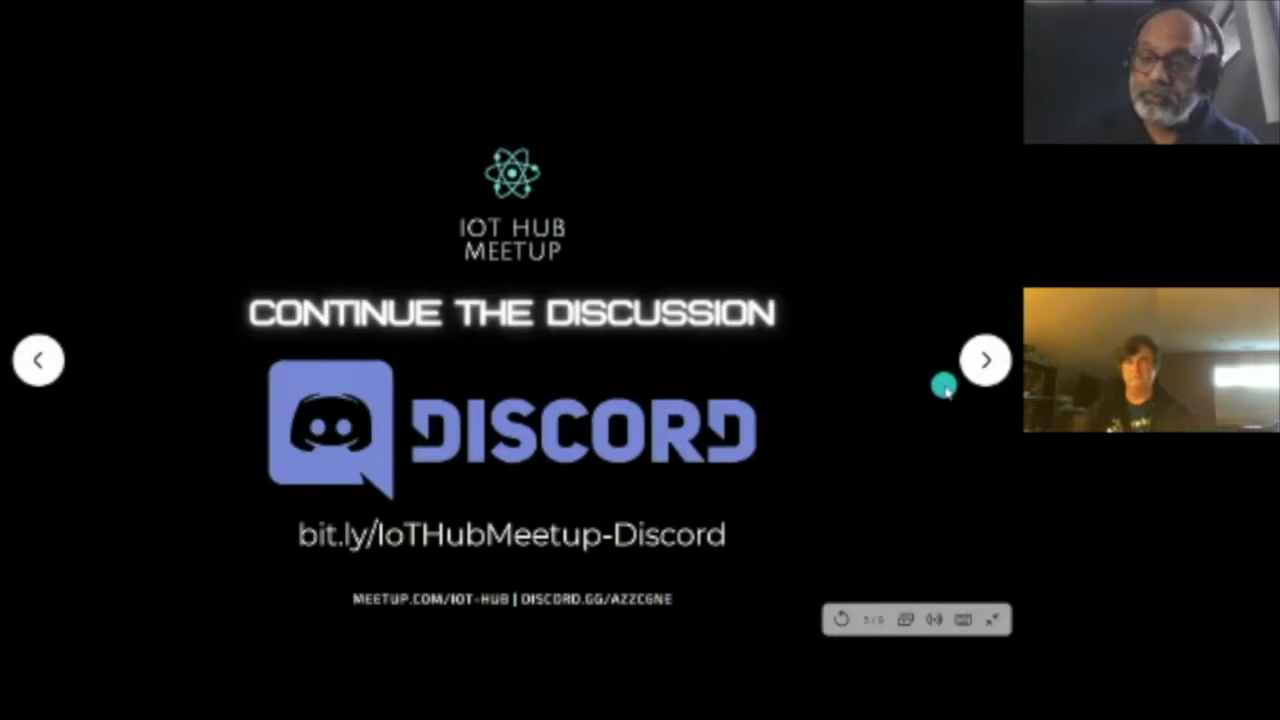 IOT HUB
MEETUP
CONTINUE THE DISCUSSION
DISCORD
bit.ly/IoTHubMeetup-Discord
MEETUP.COM/IOT-HUB | DISCORD.GG/AZZC6NE